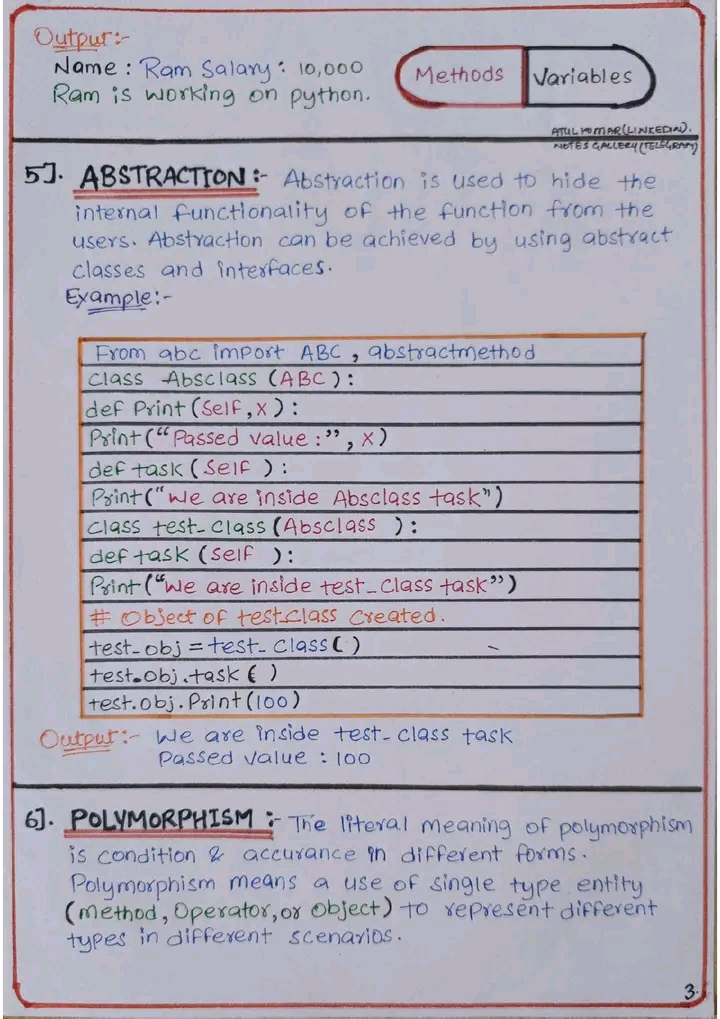 Output:-
Name : Ram Salary : 10,000
Ram is working on python.
Methods Variables
ATUL KUMAR (LINKEDIN).
NOTES GALLERY (TELEGRAM)
5]. ABSTRACTION :- Abstraction is used to hide the
internal functionality of the function from the
users. Abstraction can be achieved by using abstract
classes and interfaces.
Example:-
From abc import ABC , abstractmethod
class Absclass (ABC) :
def Print (Self, x) :
Print ("Passed value :", x)
def task (Self ) :
Print ("We are inside Absclass task")
class test_class (Absclass ) :
def task (self ) :
Print ("We are inside test_class task")
# Object of test_class created.
test_obj = test_class ( )
test.obj.task ( )
test.obj.Print (100)
Output :- We are inside test_class task
Passed value : 100
6]. POLYMORPHISM :- The literal meaning of polymorphism
is condition & accurance in different forms.
Polymorphism means a use of single type entity
(method, Operator, or Object) to represent different
types in different scenarios.
3.